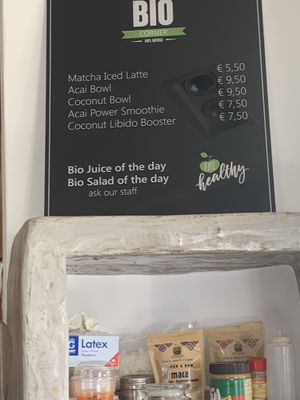 BIO
CORNER
Matcha Iced Latte € 5,50
Acai Bowl € 9,50
Coconut Bowl € 9,50
Acai Power Smoothie € 7,50
Coconut Libido Booster € 7,50
Bio Juice of the day
Bio Salad of the day
ask our staff
EAT
healthy
Latex
maca